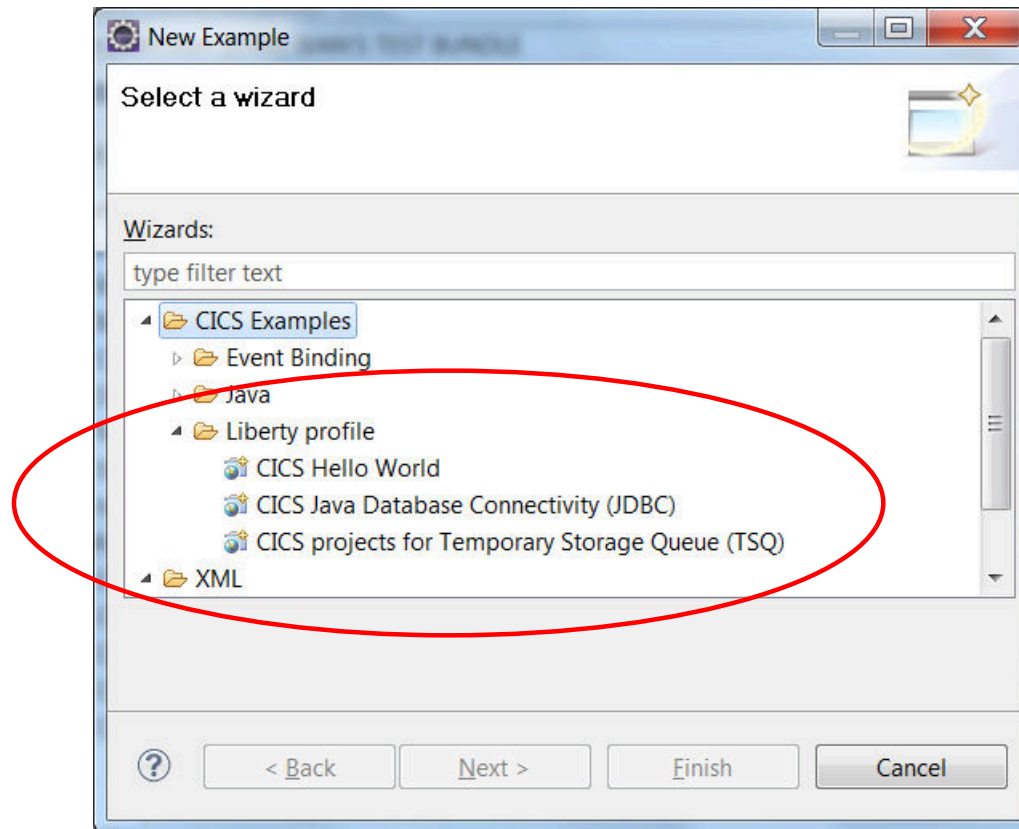 New Example
Select a wizard
Wizards:
type filter text
CICS Examples
Event Binding
Java
Liberty profile
CICS Hello World
CICS Java Database Connectivity (JDBC)
CICS projects for Temporary Storage Queue (TSQ)
XML
< Back Next > Finish Cancel